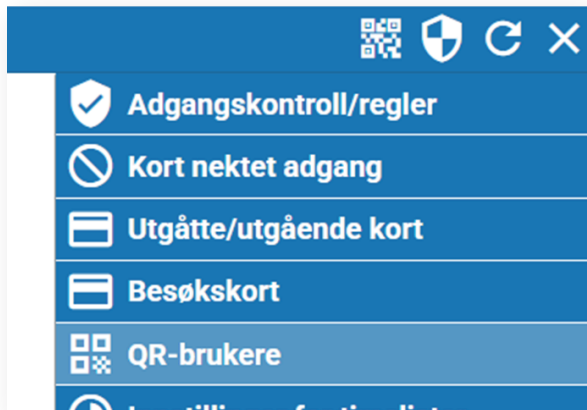 Adgangskontroll/regler
Kort nektet adgang
Utgåtte/utgående kort
Besøkskort
QR-brukere